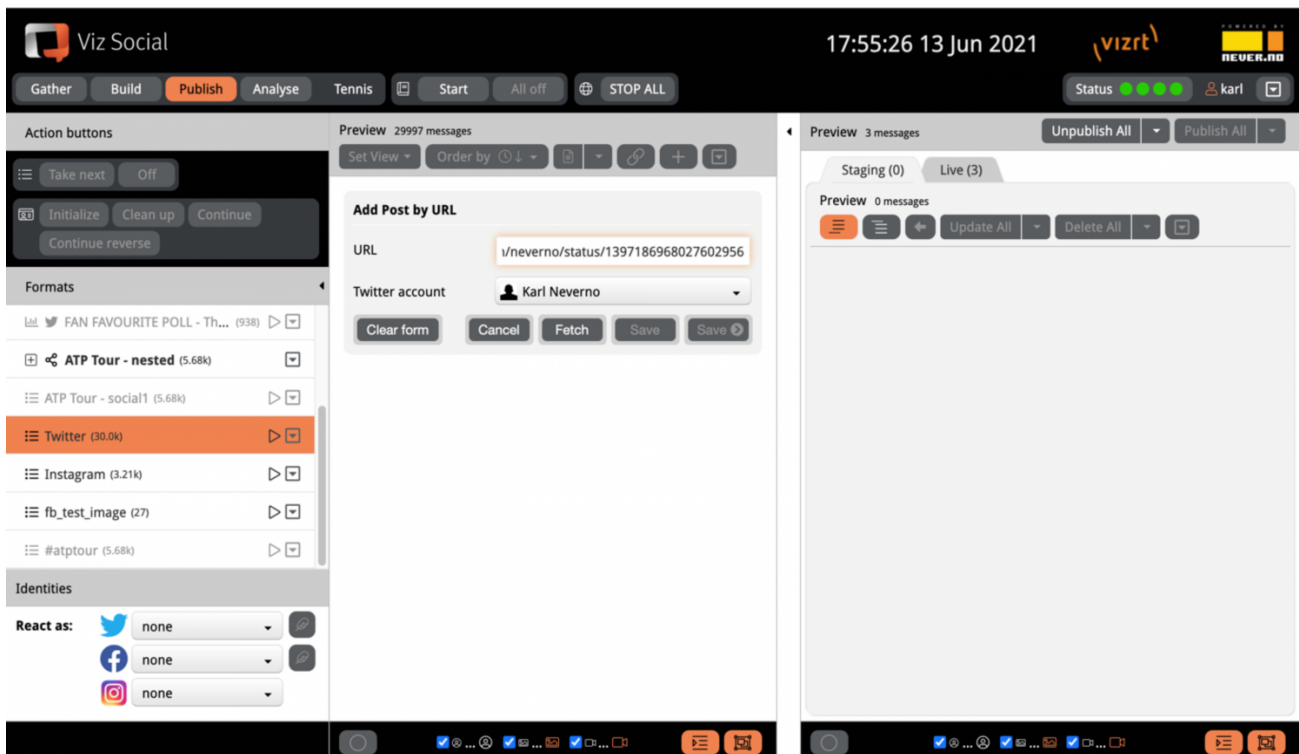 Viz Social
17:55:26 13 Jun 2021
vizrt
POWERED BY
NEVER.NO
Gather Build Publish Analyse Tennis Start All off STOP ALL
Status karl
Action buttons
Take next Off
Initialize Clean up Continue
Continue reverse
Formats
FAN FAVOURITE POLL - Th... (938)
ATP Tour - nested (5.68k)
ATP Tour - social1 (5.68k)
Twitter (30.0k)
Instagram (3.21k)
fb_test_image (27)
#atptour (5.68k)
Identities
React as: none
none
none
Preview 29997 messages
Set View Order by
Add Post by URL
URL /neverno/status/1397186968027602956
Twitter account Karl Neverno
Clear form Cancel Fetch Save Save
Preview 3 messages Unpublish All Publish All
Staging (0) Live (3)
Preview 0 messages
Update All Delete All
... ... ...
... ... ...